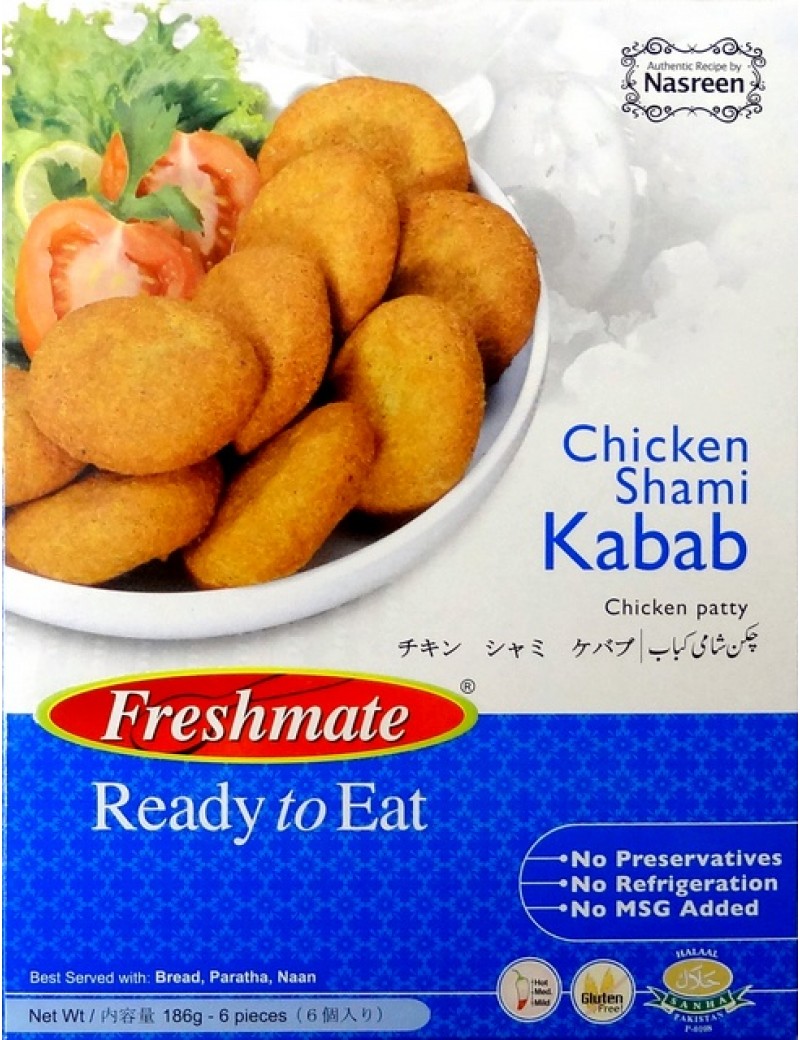 Authentic Recipe by
Nasreen
Chicken
Shami
Kabab
Chicken patty
チキン シャミ ケバブ | چکن شامی کباب
Freshmate ®
Ready to Eat
No Preservatives
No Refrigeration
No MSG Added
Best Served with: Bread, Paratha, Naan
Net Wt / 内容量 186g - 6 pieces (6個入り)
Hot
Med.
Mild
Gluten
Free!
HALAAL
حلال
SANHA
PAKISTAN
P-0108